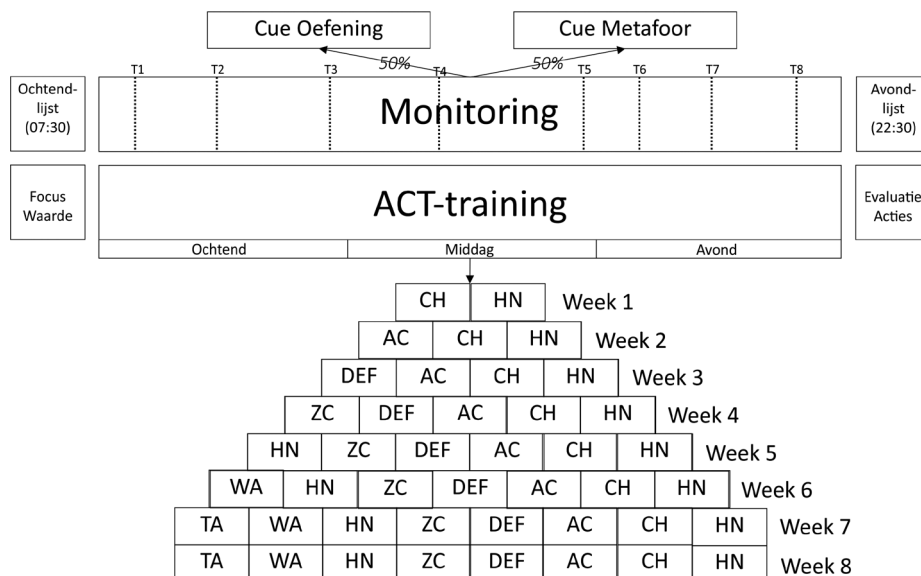 Cue Oefening
Cue Metafoor
50%
50%
T1
T2
T3
T4
T5
T6
T7
T8
Ochtend-
lijst
(07:30)
Monitoring
Avond-
lijst
(22:30)
Focus
Waarde
ACT-training
Evaluatie
Acties
Ochtend
Middag
Avond
CH HN Week 1
AC CH HN Week 2
DEF AC CH HN Week 3
ZC DEF AC CH HN Week 4
HN ZC DEF AC CH HN Week 5
WA HN ZC DEF AC CH HN Week 6
TA WA HN ZC DEF AC CH HN Week 7
TA WA HN ZC DEF AC CH HN Week 8